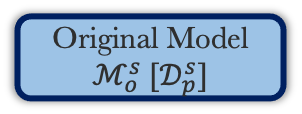 Original Model
ℳₒˢ [𝒟ₚˢ]